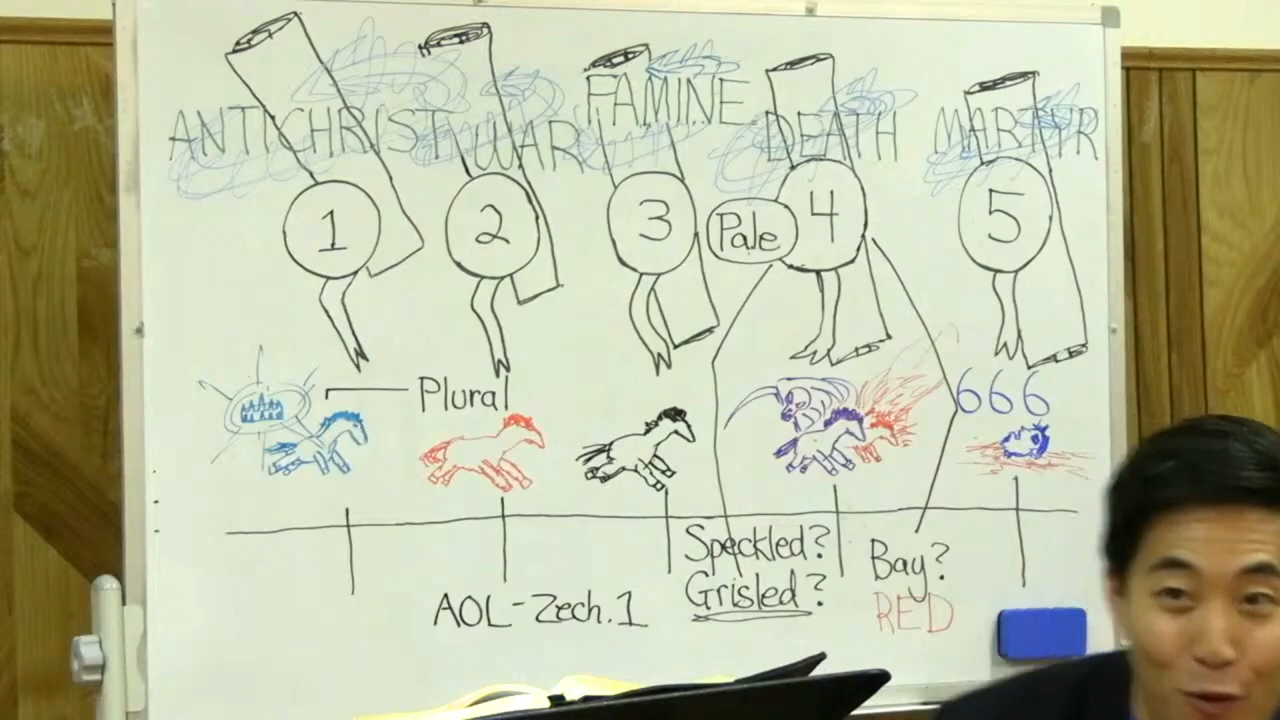 ANTICHRIST WAR FAMINE DEATH MARTYR
1 2 3 Pale 4 5
Plural
666
Speckled? Bay?
Grisled? RED
AOL-Zech.1